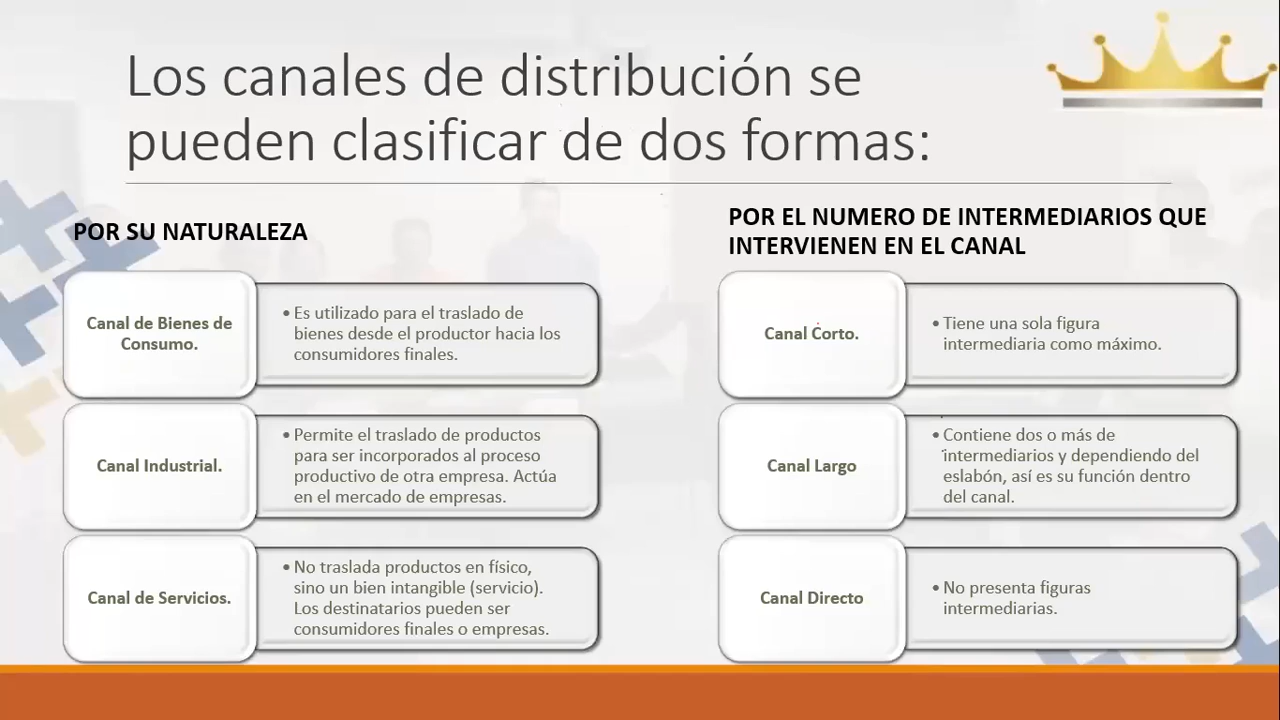 Los canales de distribución se
pueden clasificar de dos formas:
POR SU NATURALEZA
Canal de Bienes de
Consumo.
• Es utilizado para el traslado de
bienes desde el productor hacia los
consumidores finales.
Canal Industrial.
• Permite el traslado de productos
para ser incorporados al proceso
productivo de otra empresa. Actúa
en el mercado de empresas.
Canal de Servicios.
• No traslada productos en físico,
sino un bien intangible (servicio).
Los destinatarios pueden ser
consumidores finales o empresas.
POR EL NUMERO DE INTERMEDIARIOS QUE
INTERVIENEN EN EL CANAL
Canal Corto.
• Tiene una sola figura
intermediaria como máximo.
Canal Largo
• Contiene dos o más de
intermediarios y dependiendo del
eslabón, así es su función dentro
del canal.
Canal Directo
• No presenta figuras
intermediarias.